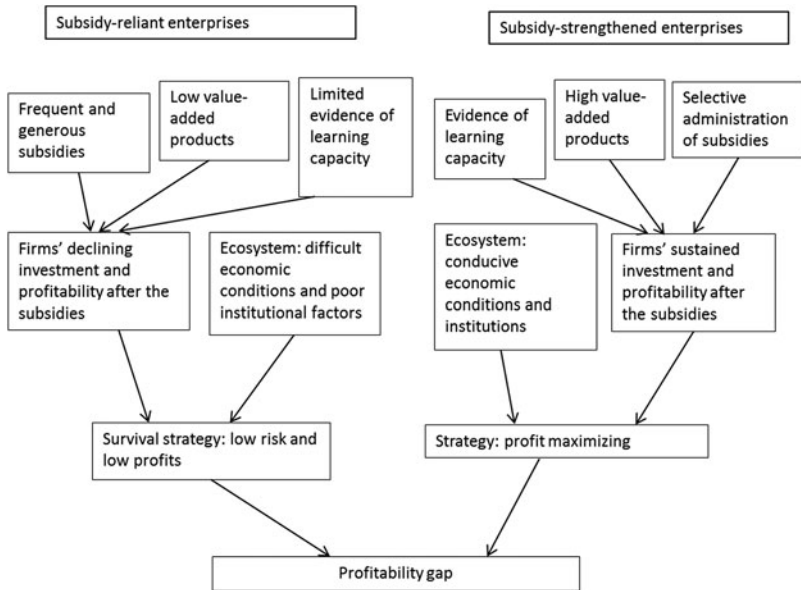 Subsidy-reliant enterprises
Subsidy-strengthened enterprises
Frequent and
generous
subsidies
Low value-
added
products
Limited
evidence of
learning
capacity
Evidence of
learning
capacity
High value-
added
products
Selective
administration
of subsidies
Firms' declining
investment and
profitability after the
subsidies
Ecosystem: difficult
economic
conditions and poor
institutional factors
Ecosystem:
conducive
economic
conditions and
institutions
Firms' sustained
investment and
profitability after
the subsidies
Survival strategy: low risk and
low profits
Strategy: profit maximizing
Profitability gap